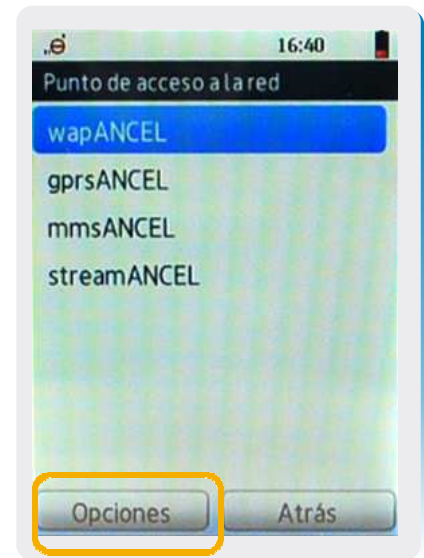 16:40
Punto de acceso a la red
wapANCEL
gprsANCEL
mmsANCEL
streamANCEL
Opciones Atrás